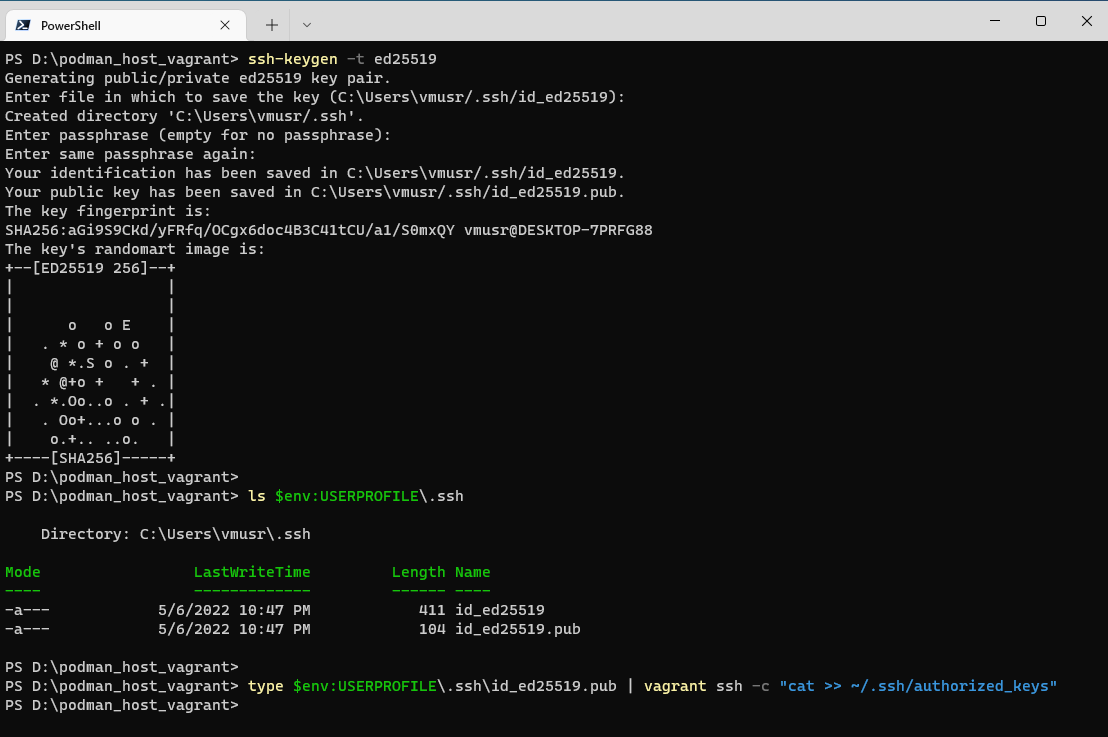 PowerShell
PS D:\podman_host_vagrant> ssh-keygen -t ed25519
Generating public/private ed25519 key pair.
Enter file in which to save the key (C:\Users\vmusr/.ssh/id_ed25519):
Created directory 'C:\Users\vmusr/.ssh'.
Enter passphrase (empty for no passphrase):
Enter same passphrase again:
Your identification has been saved in C:\Users\vmusr/.ssh/id_ed25519.
Your public key has been saved in C:\Users\vmusr/.ssh/id_ed25519.pub.
The key fingerprint is:
SHA256:aGi9S9CKd/yFRfq/OCgx6doc4B3C41tCU/a1/S0mxQY vmusr@DESKTOP-7PRFG88
The key's randomart image is:
+--[ED25519 256]--+
|                 |
|                 |
|      o   o E    |
|   . * o + o o   |
|    @ *.S o . +  |
|   * @+o +   + . |
|  . *.Oo..o . + .|
|   . Oo+...o o . |
|    o.+.. ..o.   |
+----[SHA256]-----+
PS D:\podman_host_vagrant>
PS D:\podman_host_vagrant> ls $env:USERPROFILE\.ssh
    Directory: C:\Users\vmusr\.ssh
Mode                 LastWriteTime         Length Name
----                 -------------         ------ ----
-a---            5/6/2022 10:47 PM            411 id_ed25519
-a---            5/6/2022 10:47 PM            104 id_ed25519.pub
PS D:\podman_host_vagrant>
PS D:\podman_host_vagrant> type $env:USERPROFILE\.ssh\id_ed25519.pub | vagrant ssh -c "cat >> ~/.ssh/authorized_keys"
PS D:\podman_host_vagrant>